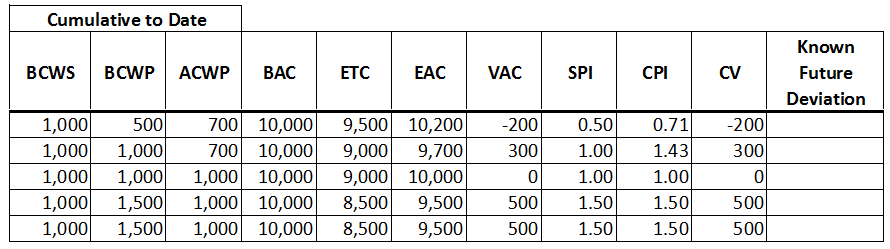 Cumulative to Date
BCWS BCWP ACWP BAC ETC EAC VAC SPI CPI CV Known Future Deviation
1,000 500 700 10,000 9,500 10,200 -200 0.50 0.71 -200
1,000 1,000 700 10,000 9,000 9,700 300 1.00 1.43 300
1,000 1,000 1,000 10,000 9,000 10,000 0 1.00 1.00 0
1,000 1,500 1,000 10,000 8,500 9,500 500 1.50 1.50 500
1,000 1,500 1,000 10,000 8,500 9,500 500 1.50 1.50 500